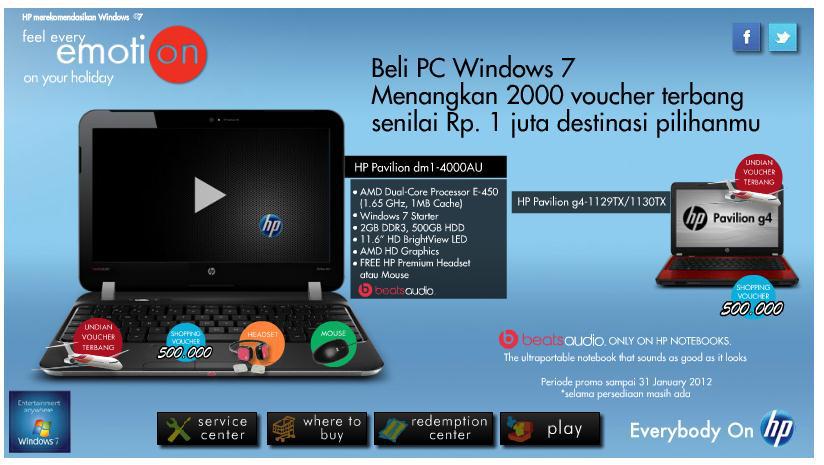 HP merekomendasikan Windows 7
feel every
emotion
on your holiday
f
Beli PC Windows 7
Menangkan 2000 voucher terbang
senilai Rp. 1 juta destinasi pilihanmu
HP Pavilion dm1-4000AU
• AMD Dual-Core Processor E-450
(1.65 GHz, 1MB Cache)
• Windows 7 Starter
• 2GB DDR3, 500GB HDD
• 11.6” HD BrightView LED
• AMD HD Graphics
• FREE HP Premium Headset
atau Mouse
beatsaudio
hp
hp
HP Pavilion g4-1129TX/1130TX
UNDIAN
VOUCHER
TERBANG
hp Pavilion g4
SHOPPING
VOUCHER
500.000
UNDIAN
VOUCHER
TERBANG
SHOPPING
VOUCHER
500.000
HEADSET
MOUSE
beatsaudio. ONLY ON HP NOTEBOOKS.
The ultraportable notebook that sounds as good as it looks
Periode promo sampai 31 January 2012
*selama persediaan masih ada
Entertainment
anywhere
Windows 7
service
center
where to
buy
redemption
center
play
Everybody On hp